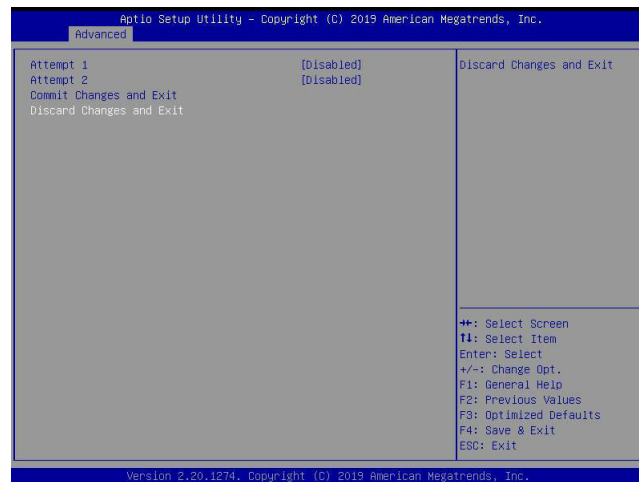 Aptio Setup Utility – Copyright (C) 2019 American Megatrends, Inc.
Advanced
Attempt 1 [Disabled]
Attempt 2 [Disabled]
Commit Changes and Exit
Discard Changes and Exit
Discard Changes and Exit
→←: Select Screen
↑↓: Select Item
Enter: Select
+/-: Change Opt.
F1: General Help
F2: Previous Values
F3: Optimized Defaults
F4: Save & Exit
ESC: Exit
Version 2.20.1274. Copyright (C) 2019 American Megatrends, Inc.